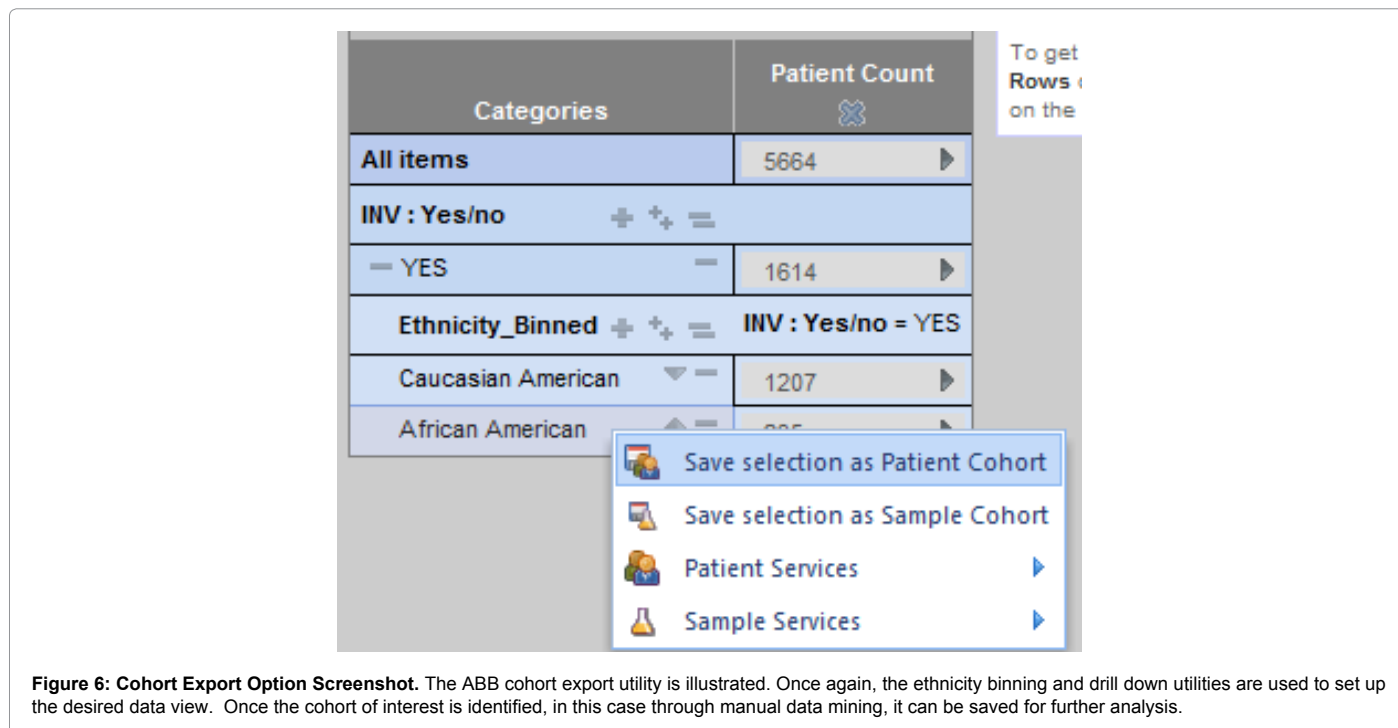 Categories
Patient Count
To get
Rows
on the
All items 5664
INV : Yes/no
YES 1614
Ethnicity_Binned INV : Yes/no = YES
Caucasian American 1207
African American
Save selection as Patient Cohort
Save selection as Sample Cohort
Patient Services
Sample Services
Figure 6: Cohort Export Option Screenshot. The ABB cohort export utility is illustrated. Once again, the ethnicity binning and drill down utilities are used to set up
the desired data view. Once the cohort of interest is identified, in this case through manual data mining, it can be saved for further analysis.